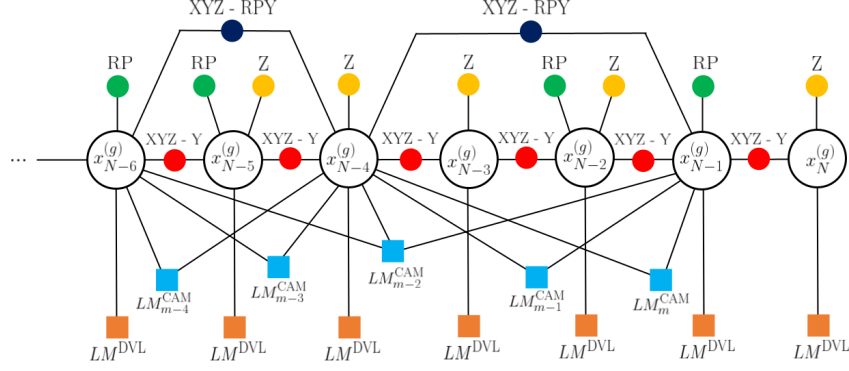 XYZ - RPY XYZ - RPY
RP RP Z Z Z RP Z RP Z
XYZ - Y XYZ - Y XYZ - Y XYZ - Y XYZ - Y XYZ - Y
... x_{N-6}^{(g)} x_{N-5}^{(g)} x_{N-4}^{(g)} x_{N-3}^{(g)} x_{N-2}^{(g)} x_{N-1}^{(g)} x_{N}^{(g)}
LM_{m-4}^{CAM} LM_{m-3}^{CAM} LM_{m-2}^{CAM} LM_{m-1}^{CAM} LM_{m}^{CAM}
LM^{DVL} LM^{DVL} LM^{DVL} LM^{DVL} LM^{DVL} LM^{DVL} LM^{DVL}